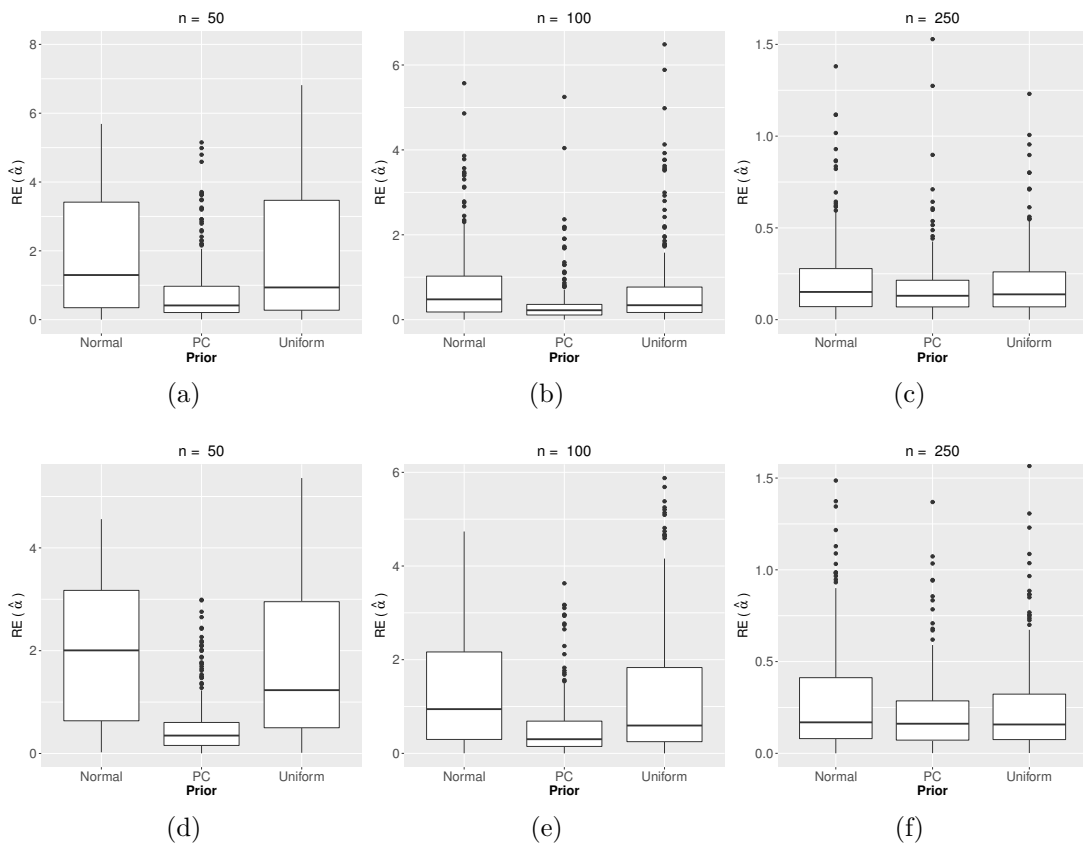 n = 50
8
6
4
2
0
RE ( α̂ )
Normal PC Uniform
Prior
(a)
n = 100
6
4
2
0
RE ( α̂ )
Normal PC Uniform
Prior
(b)
n = 250
1.5
1.0
0.5
0.0
RE ( α̂ )
Normal PC Uniform
Prior
(c)
n = 50
4
2
0
RE ( α̂ )
Normal PC Uniform
Prior
(d)
n = 100
6
4
2
0
RE ( α̂ )
Normal PC Uniform
Prior
(e)
n = 250
1.5
1.0
0.5
0.0
RE ( α̂ )
Normal PC Uniform
Prior
(f)